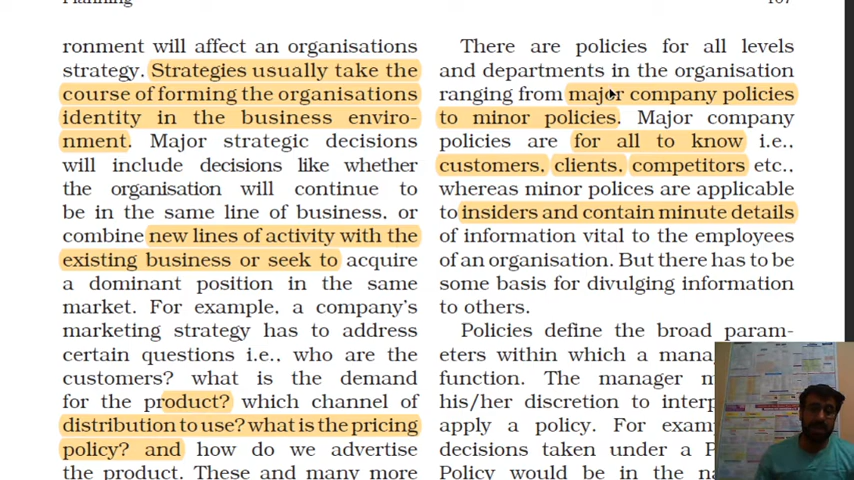 ronment will affect an organisations
strategy. Strategies usually take the
course of forming the organisations
identity in the business enviro-
nment. Major strategic decisions
will include decisions like whether
the organisation will continue to
be in the same line of business, or
combine new lines of activity with the
existing business or seek to acquire
a dominant position in the same
market. For example, a company's
marketing strategy has to address
certain questions i.e., who are the
customers? what is the demand
for the product? which channel of
distribution to use? what is the pricing
policy? and how do we advertise
the product. These and many more
There are policies for all levels
and departments in the organisation
ranging from major company policies
to minor policies. Major company
policies are for all to know i.e.,
customers, clients, competitors etc.,
whereas minor polices are applicable
to insiders and contain minute details
of information vital to the employees
of an organisation. But there has to be
some basis for divulging information
to others.
Policies define the broad param-
eters within which a
function. The manager
his/her discretion to
apply a policy. For
decisions taken under a
Policy would be in the